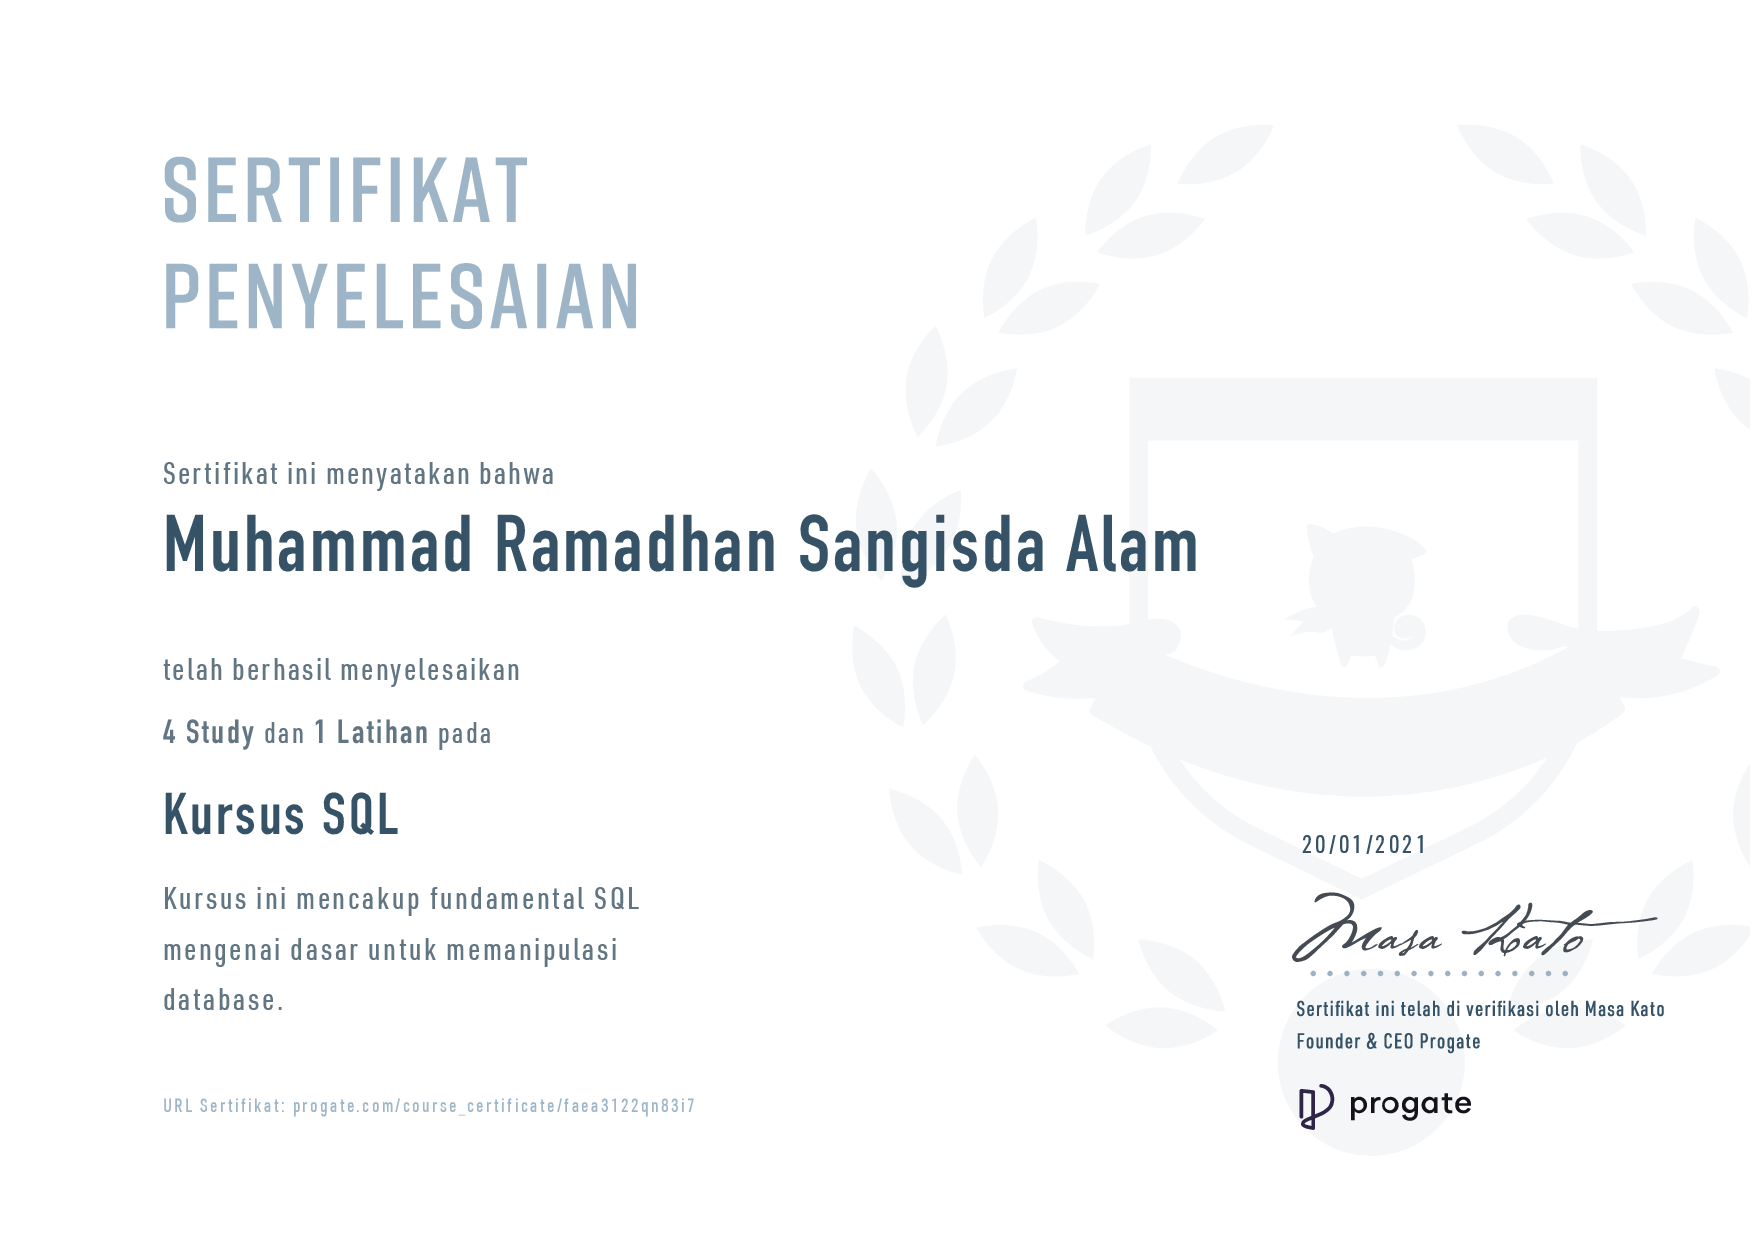 SERTIFIKAT
PENYELESAIAN
Sertifikat ini menyatakan bahwa
Muhammad Ramadhan Sangisda Alam
telah berhasil menyelesaikan
4 Study dan 1 Latihan pada
Kursus SQL
Kursus ini mencakup fundamental SQL
mengenai dasar untuk memanipulasi
database.
URL Sertifikat: progate.com/course_certificate/faea3122qn83i7
20/01/2021
Masa Kato
Sertifikat ini telah di verifikasi oleh Masa Kato
Founder & CEO Progate
progate